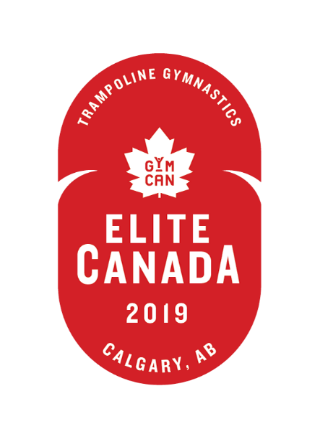 TRAMPOLINE GYMNASTICS
GYM
CAN
ELITE
CANADA
2019
CALGARY, AB